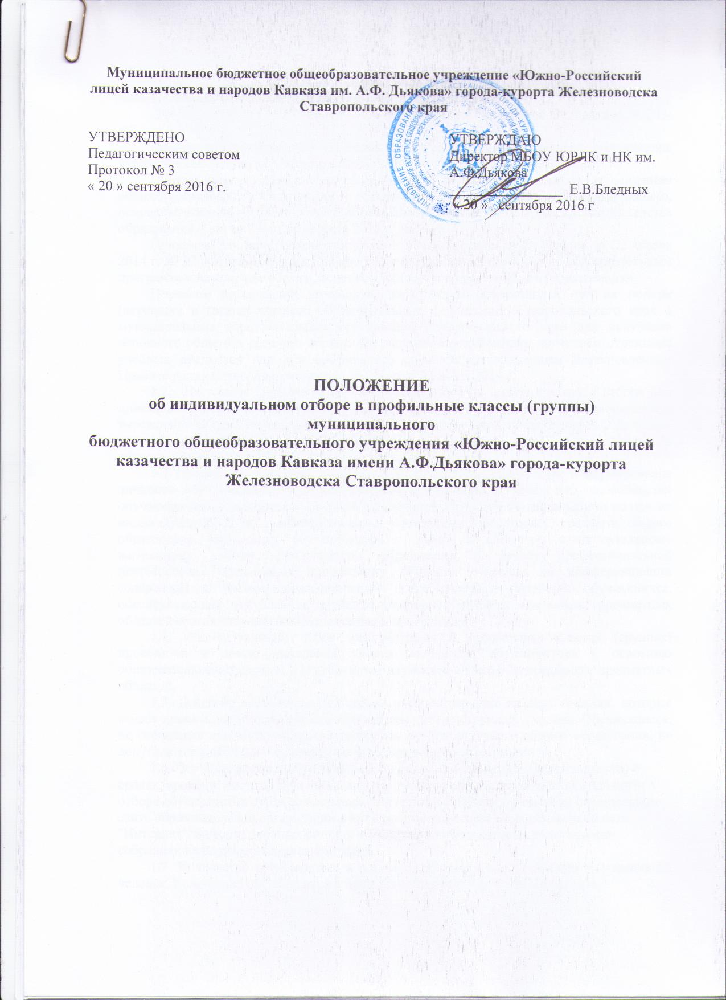 Муниципальное бюджетное общеобразовательное учреждение «Южно-Российский
лицей казачества и народов Кавказа им. А.Ф. Дьякова» города-курорта Железноводска
Ставропольского края
УТВЕРЖДЕНО
Педагогическим советом
Протокол № 3
« 20 » сентября 2016 г.
УТВЕРЖДАЮ
Директор МБОУ ЮРЛК и НК им.
А.Ф.Дьякова
_______________ Е.В.Бледных
« 20 » сентября 2016 г
ПОЛОЖЕНИЕ
об индивидуальном отборе в профильные классы (группы)
муниципального
бюджетного общеобразовательного учреждения «Южно-Российский лицей
казачества и народов Кавказа имени А.Ф.Дьякова» города-курорта
Железноводска Ставропольского края